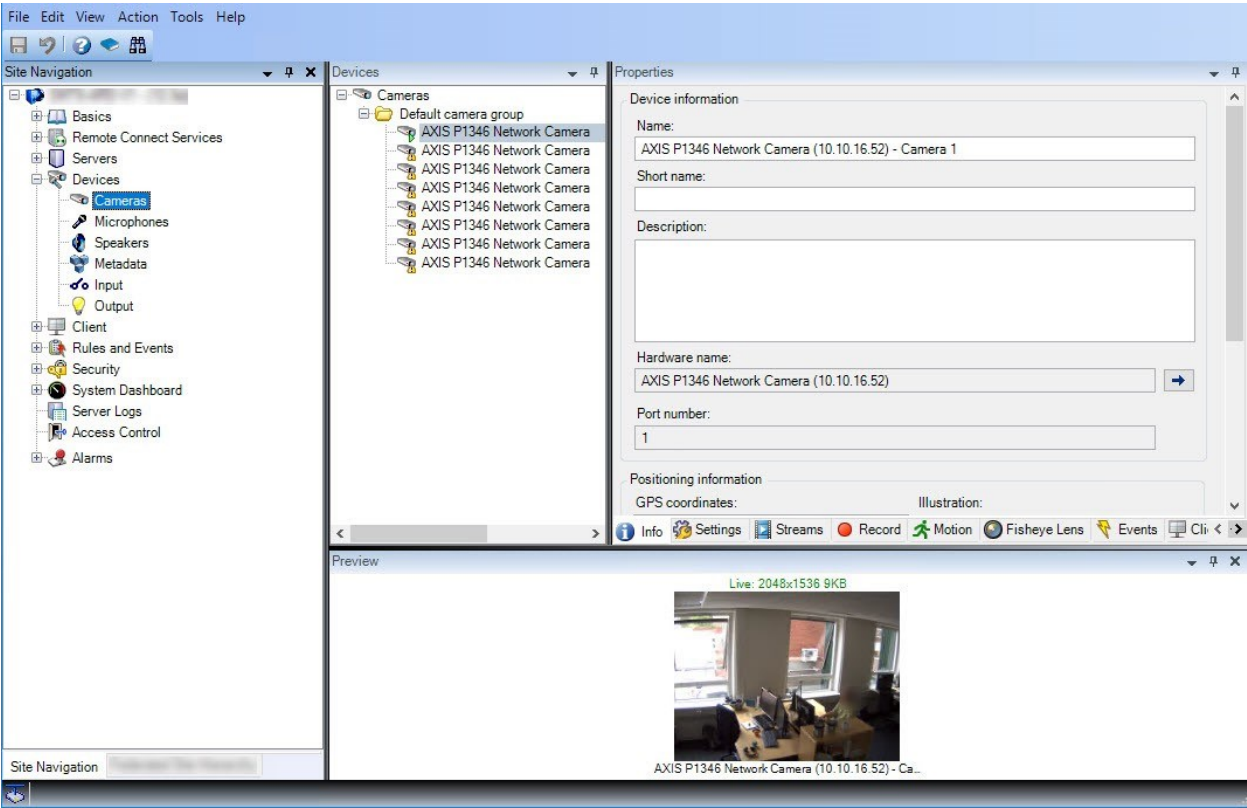 File Edit View Action Tools Help
Site Navigation
Basics
Remote Connect Services
Servers
Devices
Cameras
Microphones
Speakers
Metadata
Input
Output
Client
Rules and Events
Security
System Dashboard
Server Logs
Access Control
Alarms
Site Navigation
Devices
Cameras
Default camera group
AXIS P1346 Network Camera
AXIS P1346 Network Camera
AXIS P1346 Network Camera
AXIS P1346 Network Camera
AXIS P1346 Network Camera
AXIS P1346 Network Camera
AXIS P1346 Network Camera
AXIS P1346 Network Camera
Properties
Device information
Name:
AXIS P1346 Network Camera (10.10.16.52) - Camera 1
Short name:
Description:
Hardware name:
AXIS P1346 Network Camera (10.10.16.52)
Port number:
1
Positioning information
GPS coordinates: Illustration:
Info Settings Streams Record Motion Fisheye Lens Events Cli
Preview
Live: 2048x1536 9KB
AXIS P1346 Network Camera (10.10.16.52) - Ca...